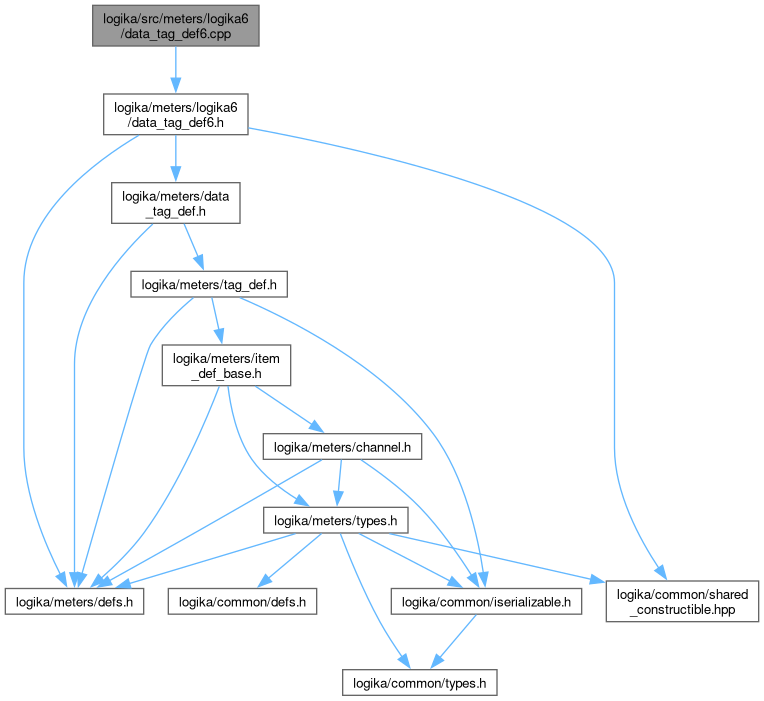 logika/src/meters/logika6
/data_tag_def6.cpp
logika/meters/logika6
/data_tag_def6.h
logika/meters/data
_tag_def.h
logika/meters/tag_def.h
logika/meters/item
_def_base.h
logika/meters/channel.h
logika/meters/types.h
logika/meters/defs.h
logika/common/defs.h
logika/common/iserializable.h
logika/common/shared
_constructible.hpp
logika/common/types.h